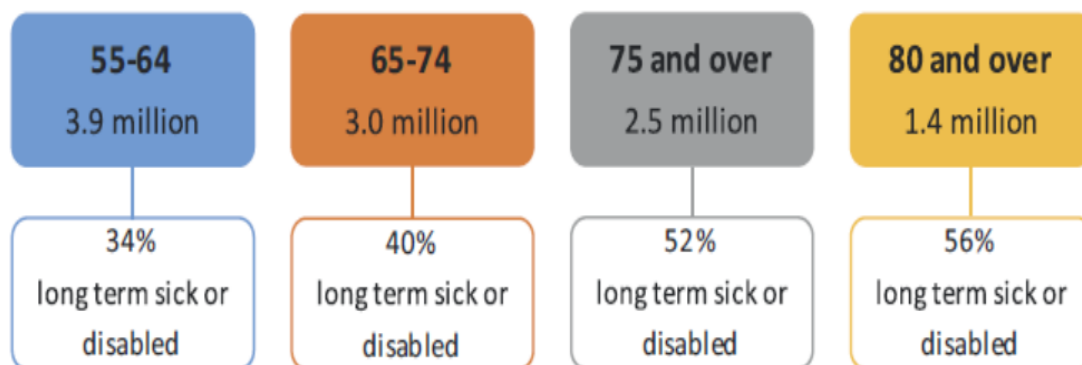 55-64
3.9 million
34%
long term sick or
disabled
65-74
3.0 million
40%
long term sick or
disabled
75 and over
2.5 million
52%
long term sick or
disabled
80 and over
1.4 million
56%
long term sick or
disabled